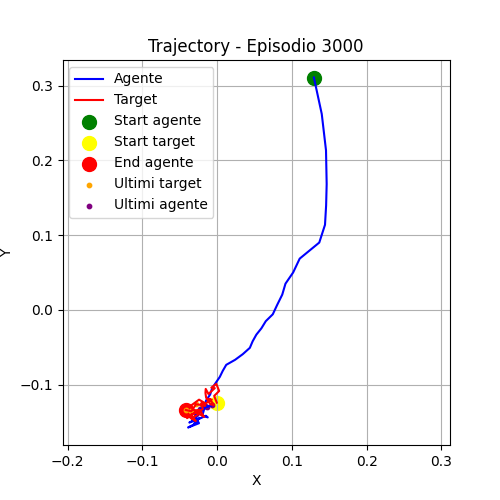 Trajectory - Episodio 3000
Agente
Target
Start agente
Start target
End agente
Ultimi target
Ultimi agente
0.3
0.2
0.1
0.0
−0.1
Y
−0.2 −0.1 0.0 0.1 0.2 0.3
X